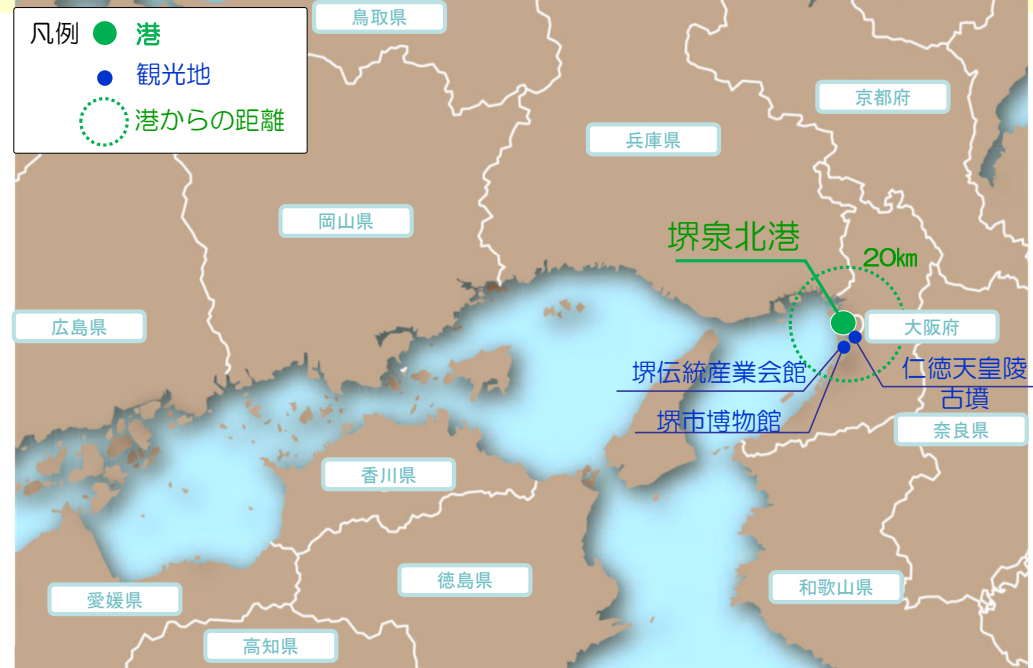 凡例
港
観光地
港からの距離
鳥取県
京都府
兵庫県
岡山県
堺泉北港
20km
広島県
大阪府
堺伝統産業会館
仁徳天皇陵
古墳
堺市博物館
奈良県
香川県
徳島県
和歌山県
愛媛県
高知県